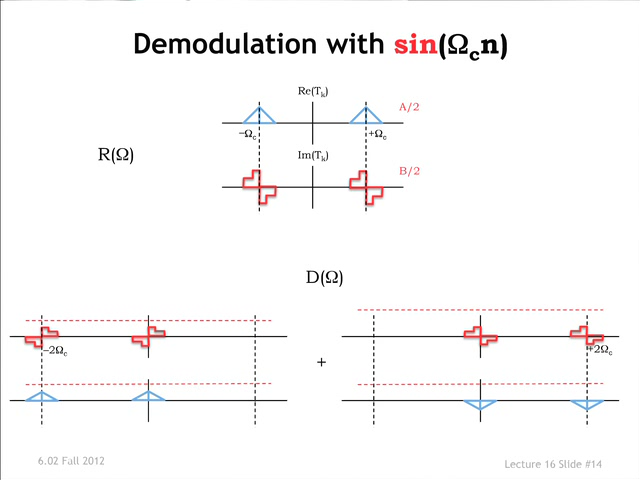 Demodulation with sin(Ωcn)
Re(Tk)
A/2
−Ωc
+Ωc
R(Ω)
Im(Tk)
B/2
D(Ω)
−2Ωc
+2Ωc
+
6.02 Fall 2012
Lecture 16 Slide #14